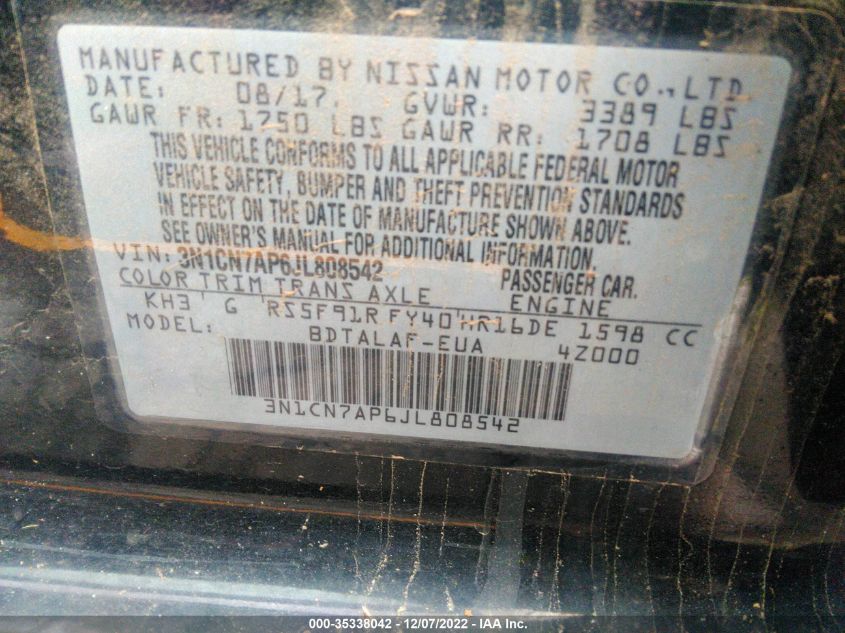 MANUFACTURED BY NISSAN MOTOR CO., LTD
DATE: 08/17 GVWR: 3389 LBS
GAWR FR: 1750 LBS GAWR RR: 1708 LBS
THIS VEHICLE CONFORMS TO ALL APPLICABLE FEDERAL MOTOR
VEHICLE SAFETY, BUMPER AND THEFT PREVENTION STANDARDS
IN EFFECT ON THE DATE OF MANUFACTURE SHOWN ABOVE.
SEE OWNER'S MANUAL FOR ADDITIONAL INFORMATION.
VIN: 3N1CN7AP6JL808542 PASSENGER CAR.
COLOR TRIM TRANS AXLE ENGINE
KH3 G RS5F91R FY40 HR16DE 1598 CC
MODEL: BDTALAF-EUA 4Z000
3N1CN7AP6JL808542
000-35338042 - 12/07/2022 - IAA Inc.